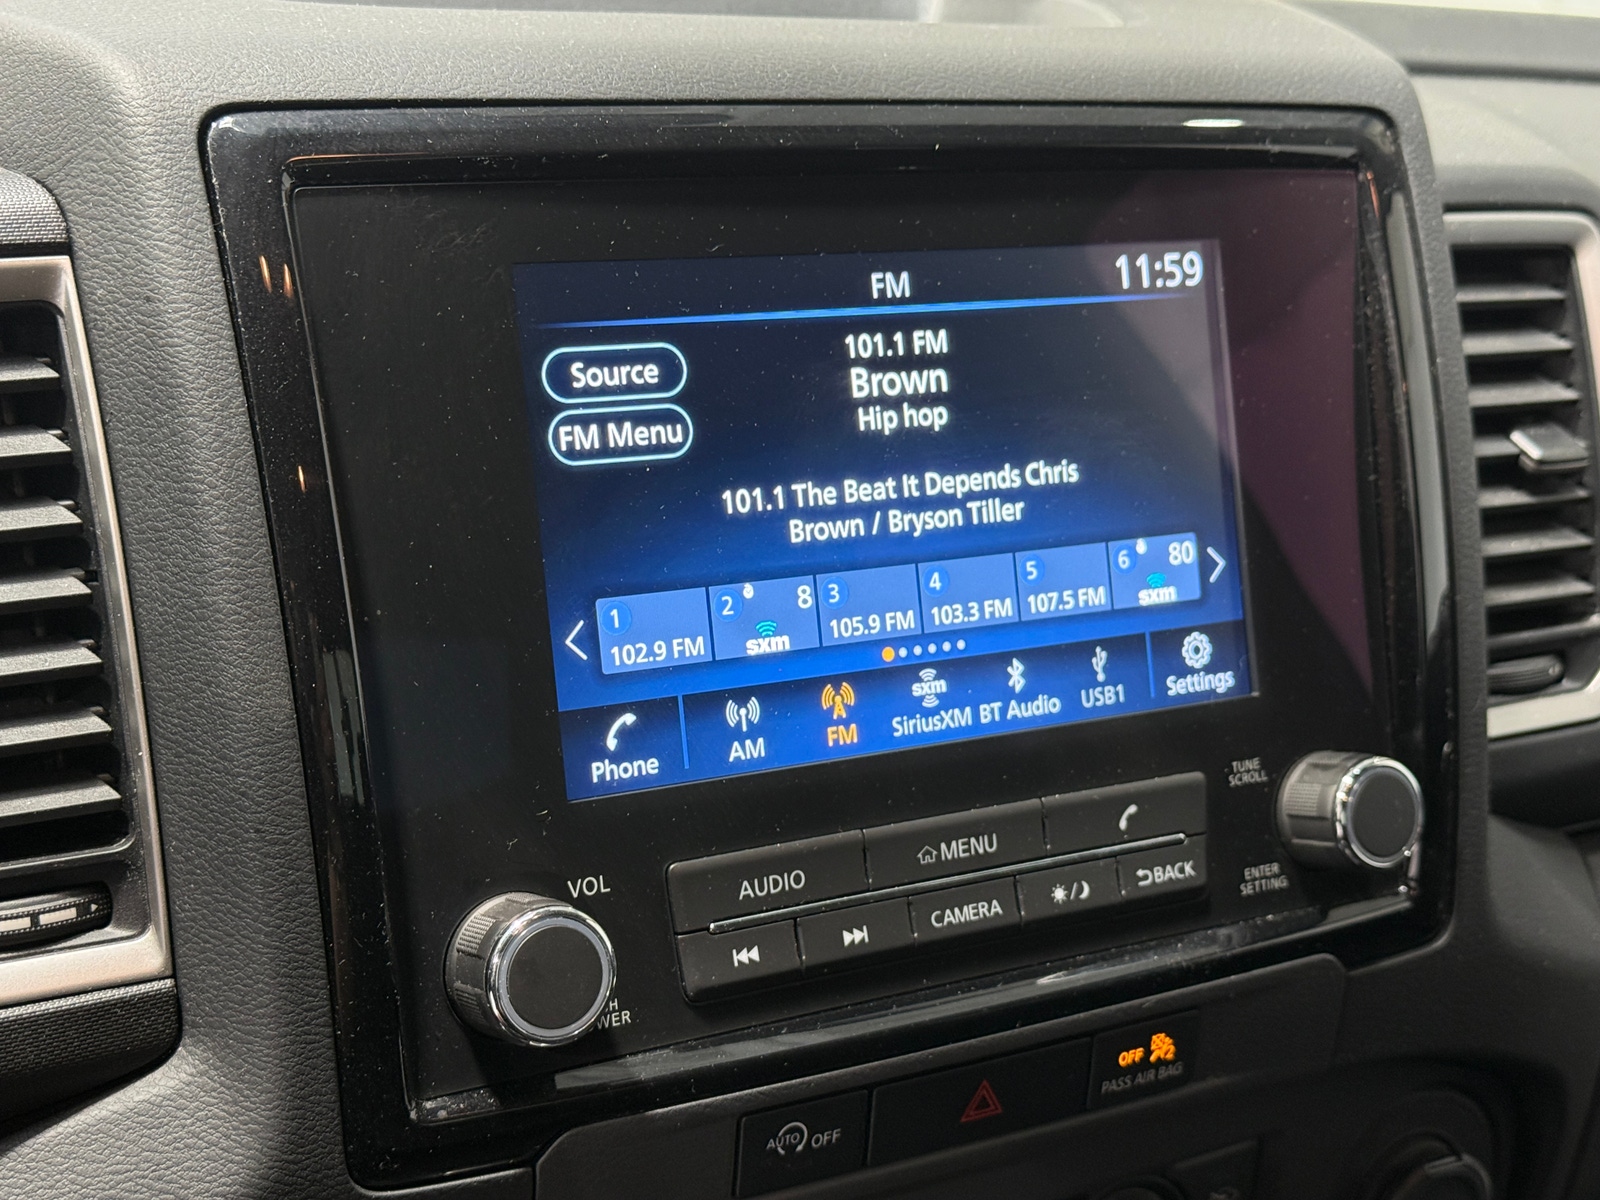 FM
11:59
Source
FM Menu
101.1 FM
Brown
Hip hop
101.1 The Beat It Depends Chris
Brown / Bryson Tiller
1
102.9 FM
2
8
sxm
3
105.9 FM
4
103.3 FM
5
107.5 FM
6
80
sxm
Phone
AM
FM
sxm
SiriusXM
BT Audio
USB1
Settings
VOL
AUDIO
MENU
CAMERA
BACK
TUNE
SCROLL
ENTER
SETTING
OFF
2
PASS AIR BAG
AUTO OFF